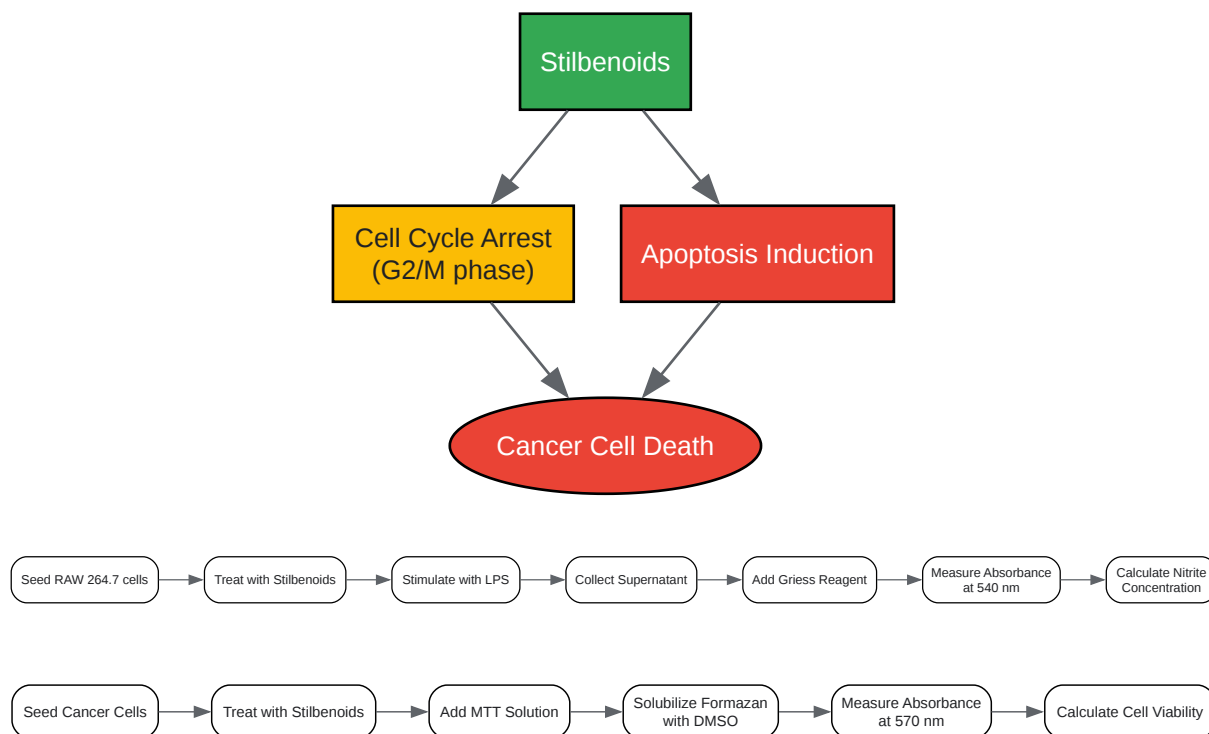 Stilbenoids
Cell Cycle Arrest
(G2/M phase)
Apoptosis Induction
Cancer Cell Death
Seed RAW 264.7 cells
Treat with Stilbenoids
Stimulate with LPS
Collect Supernatant
Add Griess Reagent
Measure Absorbance
at 540 nm
Calculate Nitrite
Concentration
Seed Cancer Cells
Treat with Stilbenoids
Add MTT Solution
Solubilize Formazan
with DMSO
Measure Absorbance
at 570 nm
Calculate Cell Viability